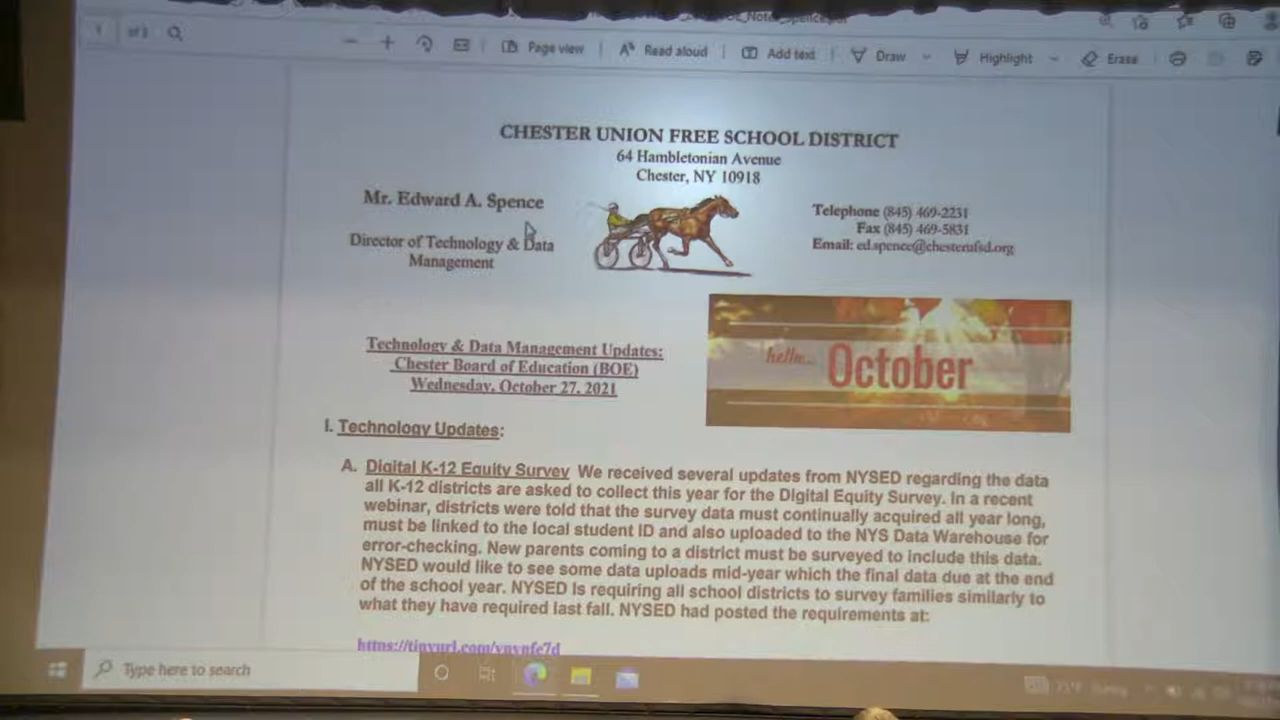 Page view
Read aloud
Add text
Draw
Highlight
Erase
CHESTER UNION FREE SCHOOL DISTRICT
64 Hambletonian Avenue
Chester, NY 10918
Mr. Edward A. Spence
Director of Technology & Data
Management
Telephone (845) 469-2231
Fax (845) 469-5831
Email: ed.spence@chesterufsd.org
hello... October
Technology & Data Management Updates:
Chester Board of Education (BOE)
Wednesday, October 27, 2021
I. Technology Updates:
A. Digital K-12 Equity Survey We received several updates from NYSED regarding the data
all K-12 districts are asked to collect this year for the Digital Equity Survey. In a recent
webinar, districts were told that the survey data must continually acquired all year long,
must be linked to the local student ID and also uploaded to the NYS Data Warehouse for
error-checking. New parents coming to a district must be surveyed to include this data.
NYSED would like to see some data uploads mid-year which the final data due at the end
of the school year. NYSED is requiring all school districts to survey families similarly to
what they have required last fall. NYSED had posted the requirements at:
Type here to search